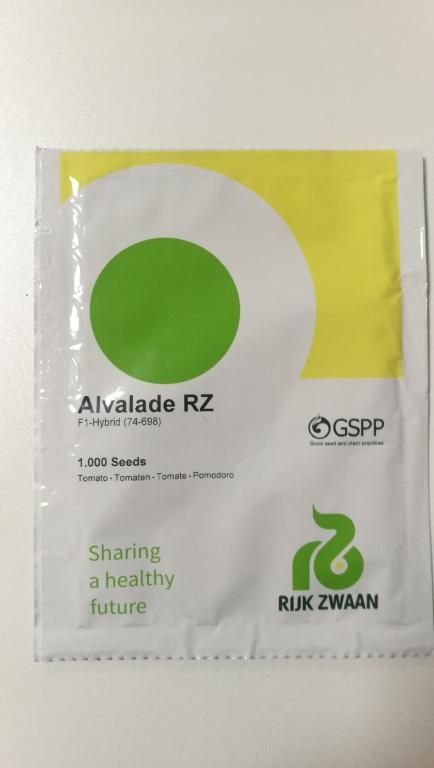 Alvalade RZ
F1-Hybrid (74-698)
GSPP
Good seed and plant practices
1.000 Seeds
Tomato • Tomaten • Tomate • Pomodoro
Sharing
a healthy
future
RIJK ZWAAN